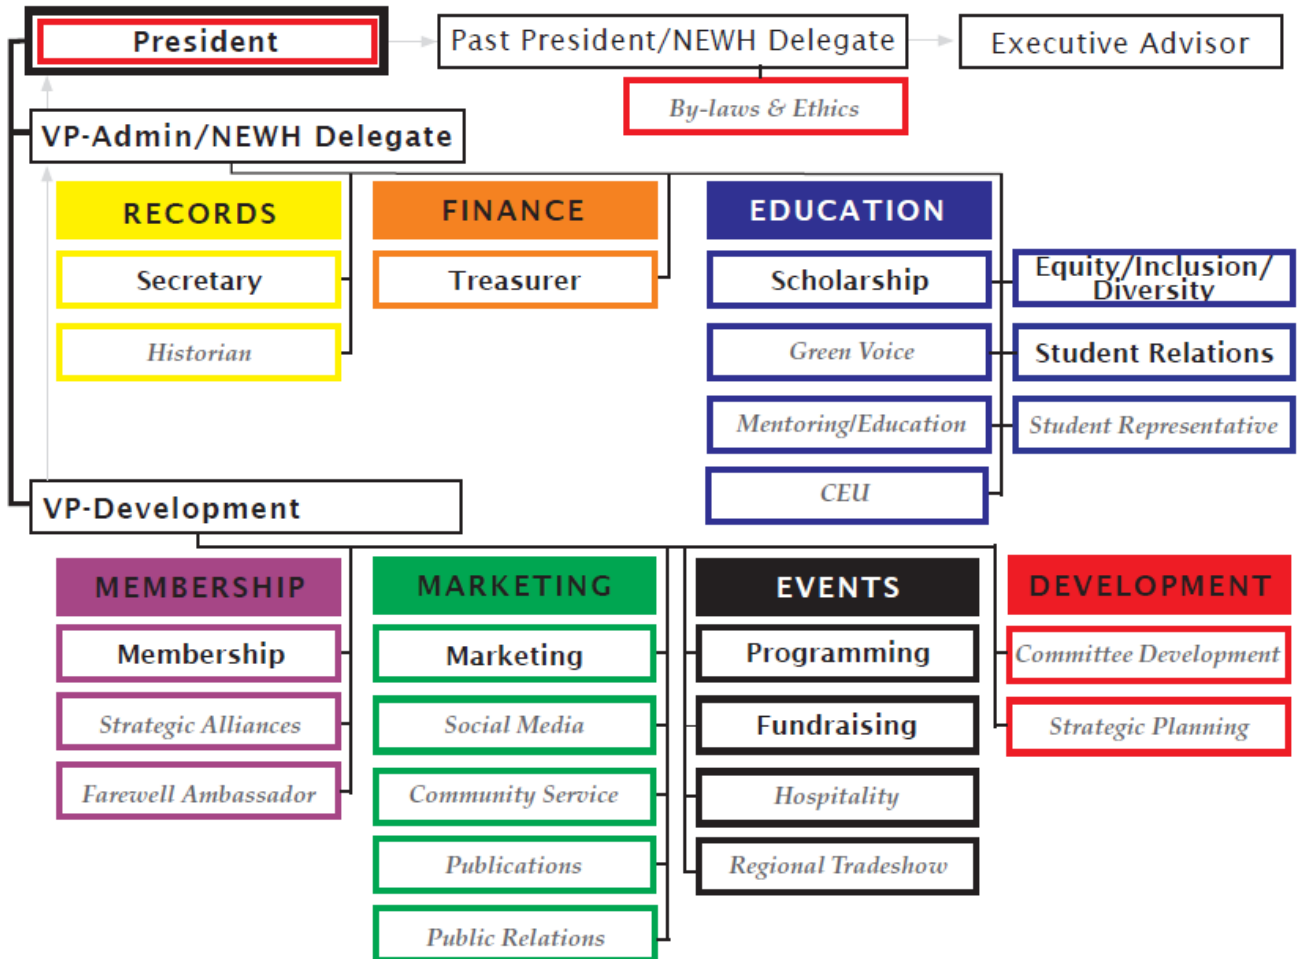 President
Past President/NEWH Delegate
Executive Advisor
By-laws & Ethics
VP-Admin/NEWH Delegate
RECORDS
Secretary
Historian
FINANCE
Treasurer
EDUCATION
Scholarship
Green Voice
Mentoring/Education
CEU
Equity/Inclusion/
Diversity
Student Relations
Student Representative
VP-Development
MEMBERSHIP
Membership
Strategic Alliances
Farewell Ambassador
MARKETING
Marketing
Social Media
Community Service
Publications
Public Relations
EVENTS
Programming
Fundraising
Hospitality
Regional Tradeshow
DEVELOPMENT
Committee Development
Strategic Planning